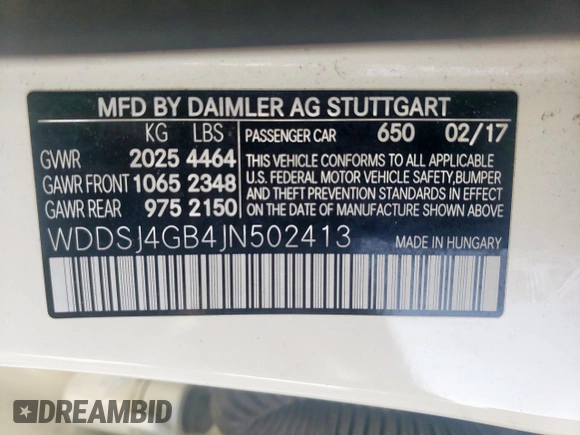 MFD BY DAIMLER AG STUTTGART
KG LBS PASSENGER CAR 650 02/17
GVWR 2025 4464 THIS VEHICLE CONFORMS TO ALL APPLICABLE
GAWR FRONT 1065 2348 U.S. FEDERAL MOTOR VEHICLE SAFETY, BUMPER
AND THEFT PREVENTION STANDARDS IN EFFECT
GAWR REAR 975 2150 ON THE DATE OF MANUFACTURE SHOWN ABOVE
WDDSJ4GB4JN502413 MADE IN HUNGARY
DREAMBID